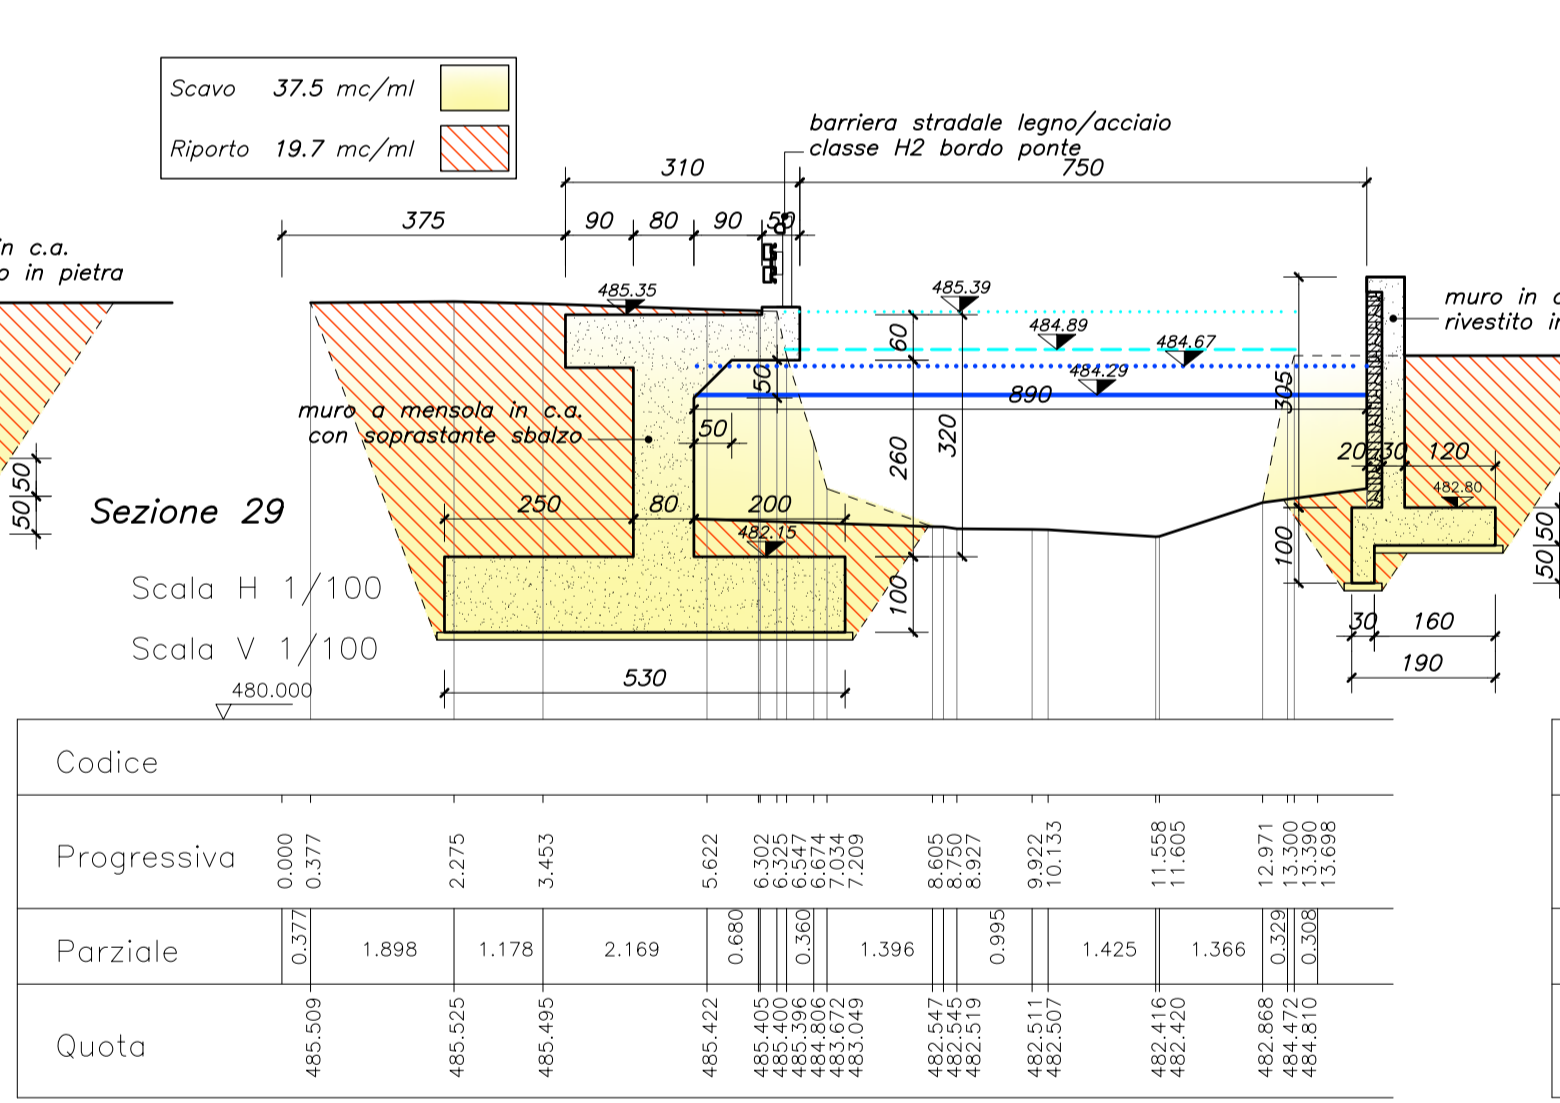 Scavo 37.5 mc/ml
Riporto 19.7 mc/ml
barriera stradale legno/acciaio
classe H2 bordo ponte
310
750
375
90
80
90
50
in c.a.
in pietra
485.35
485.39
484.89
484.67
484.29
muro in
rivestito
60
50
890
305
muro a mensola in c.a.
con soprastante sbalzo
50
260
320
20
30
120
482.80
50
50
Sezione 29
250
80
200
482.15
100
100
50
50
Scala H 1/100
Scala V 1/100
30
160
190
530
480.000
Codice
Progressiva 0.000 0.377 2.275 3.453 5.622 6.302 6.325 6.547 6.674 7.034 7.209 8.605 8.750 8.927 9.922 10.133 11.558 11.605 12.971 13.300 13.390 13.698
Parziale 0.377 1.898 1.178 2.169 0.680 0.360 1.396 0.995 1.425 1.366 0.329 0.308
Quota 485.509 485.525 485.495 485.422 485.405 485.400 485.396 484.806 483.672 483.049 482.547 482.545 482.519 482.511 482.507 482.416 482.420 482.868 484.472 484.810